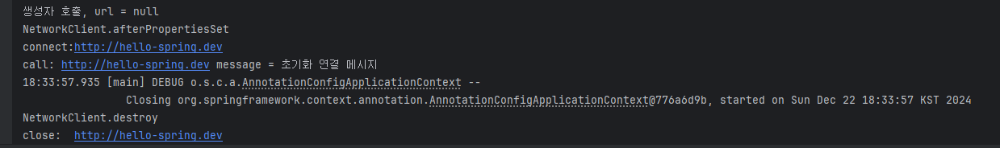 생성자 호출, url = null
NetworkClient.afterPropertiesSet
connect:http://hello-spring.dev
call: http://hello-spring.dev message = 초기화 연결 메시지
18:33:57.935 [main] DEBUG o.s.c.a.AnnotationConfigApplicationContext --
Closing org.springframework.context.annotation.AnnotationConfigApplicationContext@776a6d9b, started on Sun Dec 22 18:33:57 KST 2024
NetworkClient.destroy
close:  http://hello-spring.dev